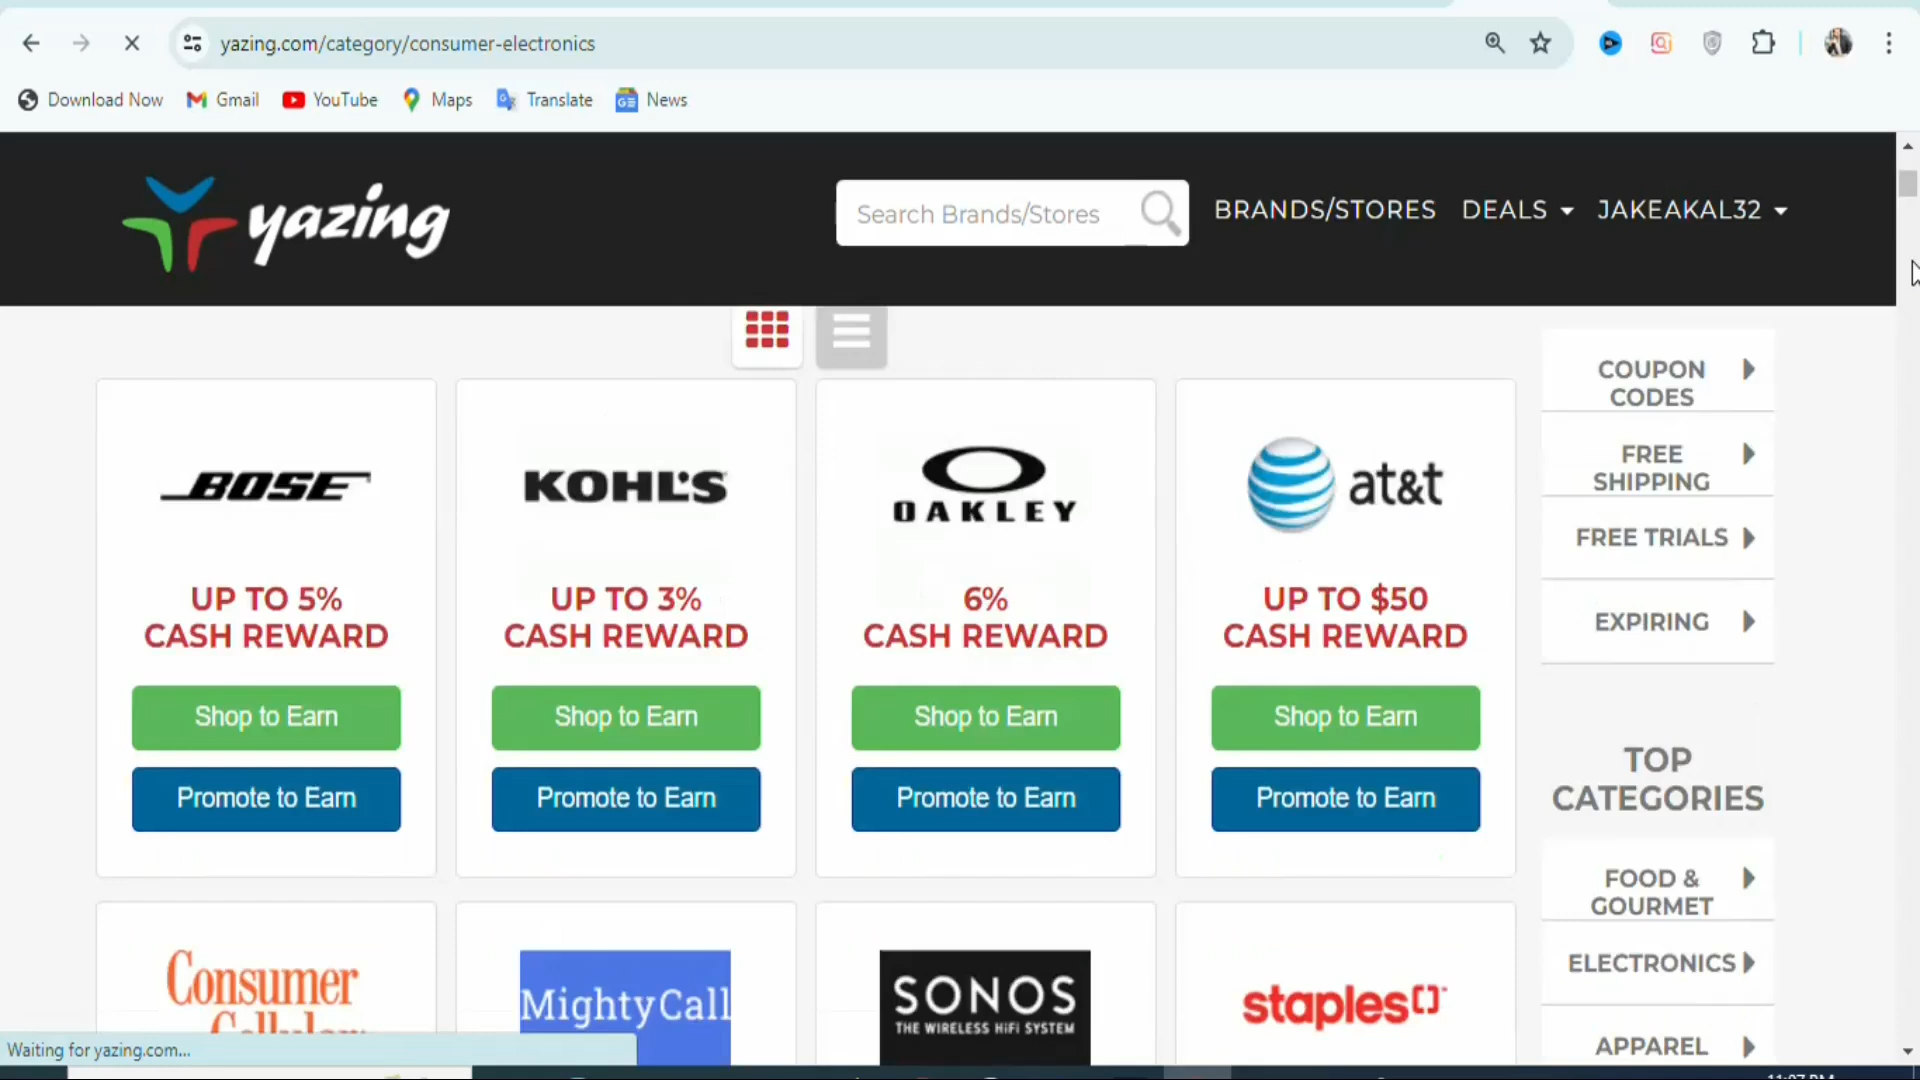 yazing.com/category/consumer-electronics
Download Now Gmail YouTube Maps Translate News
yazing
Search Brands/Stores
BRANDS/STORES DEALS JAKEAKAL32
BOSE
UP TO 5%
CASH REWARD
Shop to Earn
Promote to Earn
KOHL'S
UP TO 3%
CASH REWARD
Shop to Earn
Promote to Earn
OAKLEY
6%
CASH REWARD
Shop to Earn
Promote to Earn
at&t
UP TO $50
CASH REWARD
Shop to Earn
Promote to Earn
COUPON
CODES
FREE
SHIPPING
FREE TRIALS
EXPIRING
TOP
CATEGORIES
FOOD &
GOURMET
ELECTRONICS
APPAREL
Consumer
Cellular
MightyCall
SONOS
THE WIRELESS HiFi SYSTEM
staples
Waiting for yazing.com...